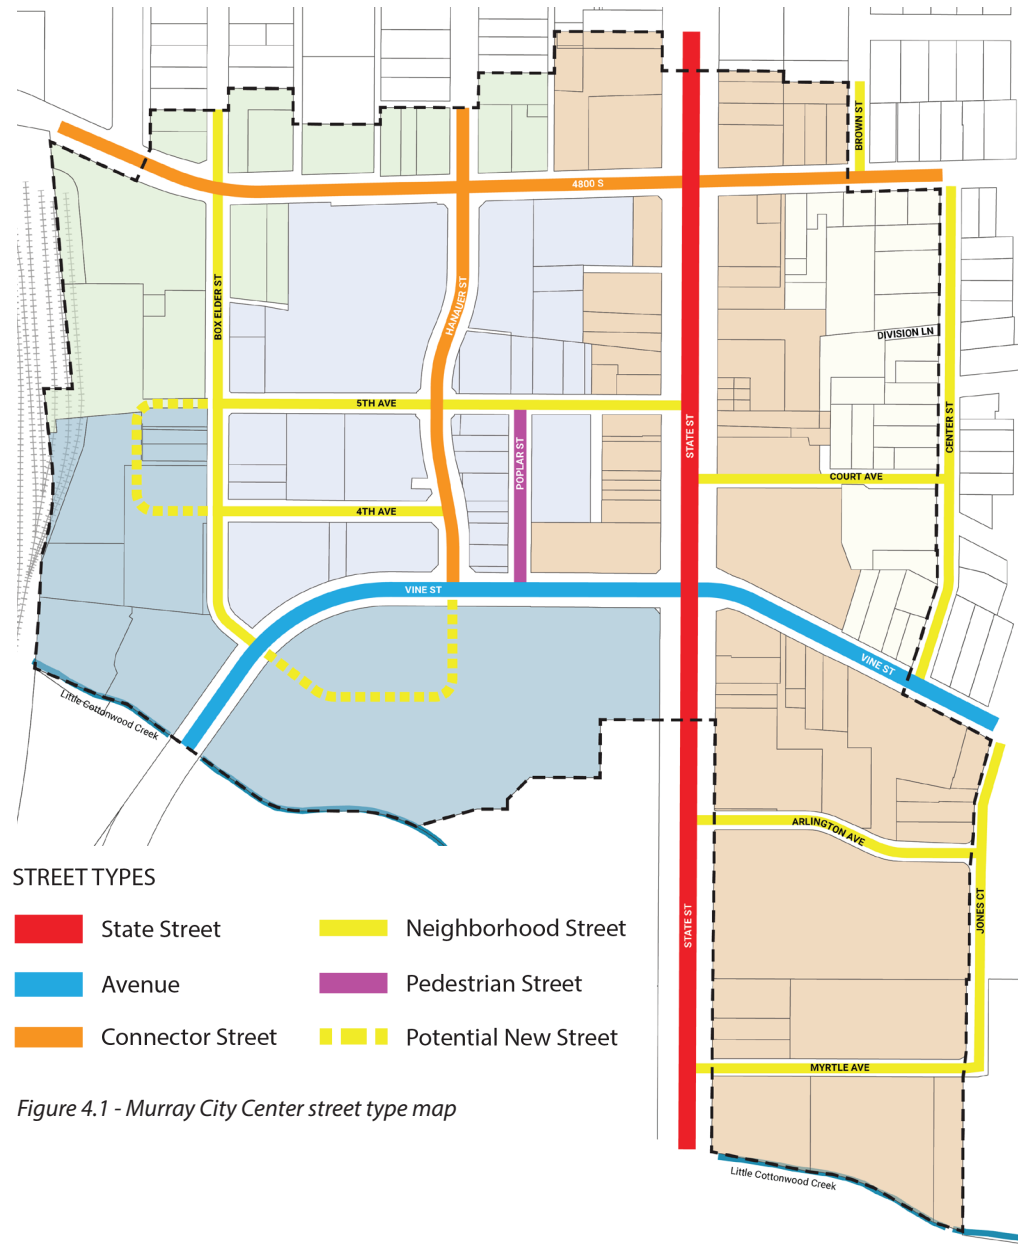 BROWN ST
4800 S
BOX ELDER ST
HANAUER ST
DIVISION LN
5TH AVE
STATE ST
CENTER ST
POPLAR ST
COURT AVE
4TH AVE
VINE ST
VINE ST
Little Cottonwood Creek
ARLINGTON AVE
STATE ST
JONES CT
MYRTLE AVE
Little Cottonwood Creek
STREET TYPES
State Street
Neighborhood Street
Avenue
Pedestrian Street
Connector Street
Potential New Street
Figure 4.1 - Murray City Center street type map